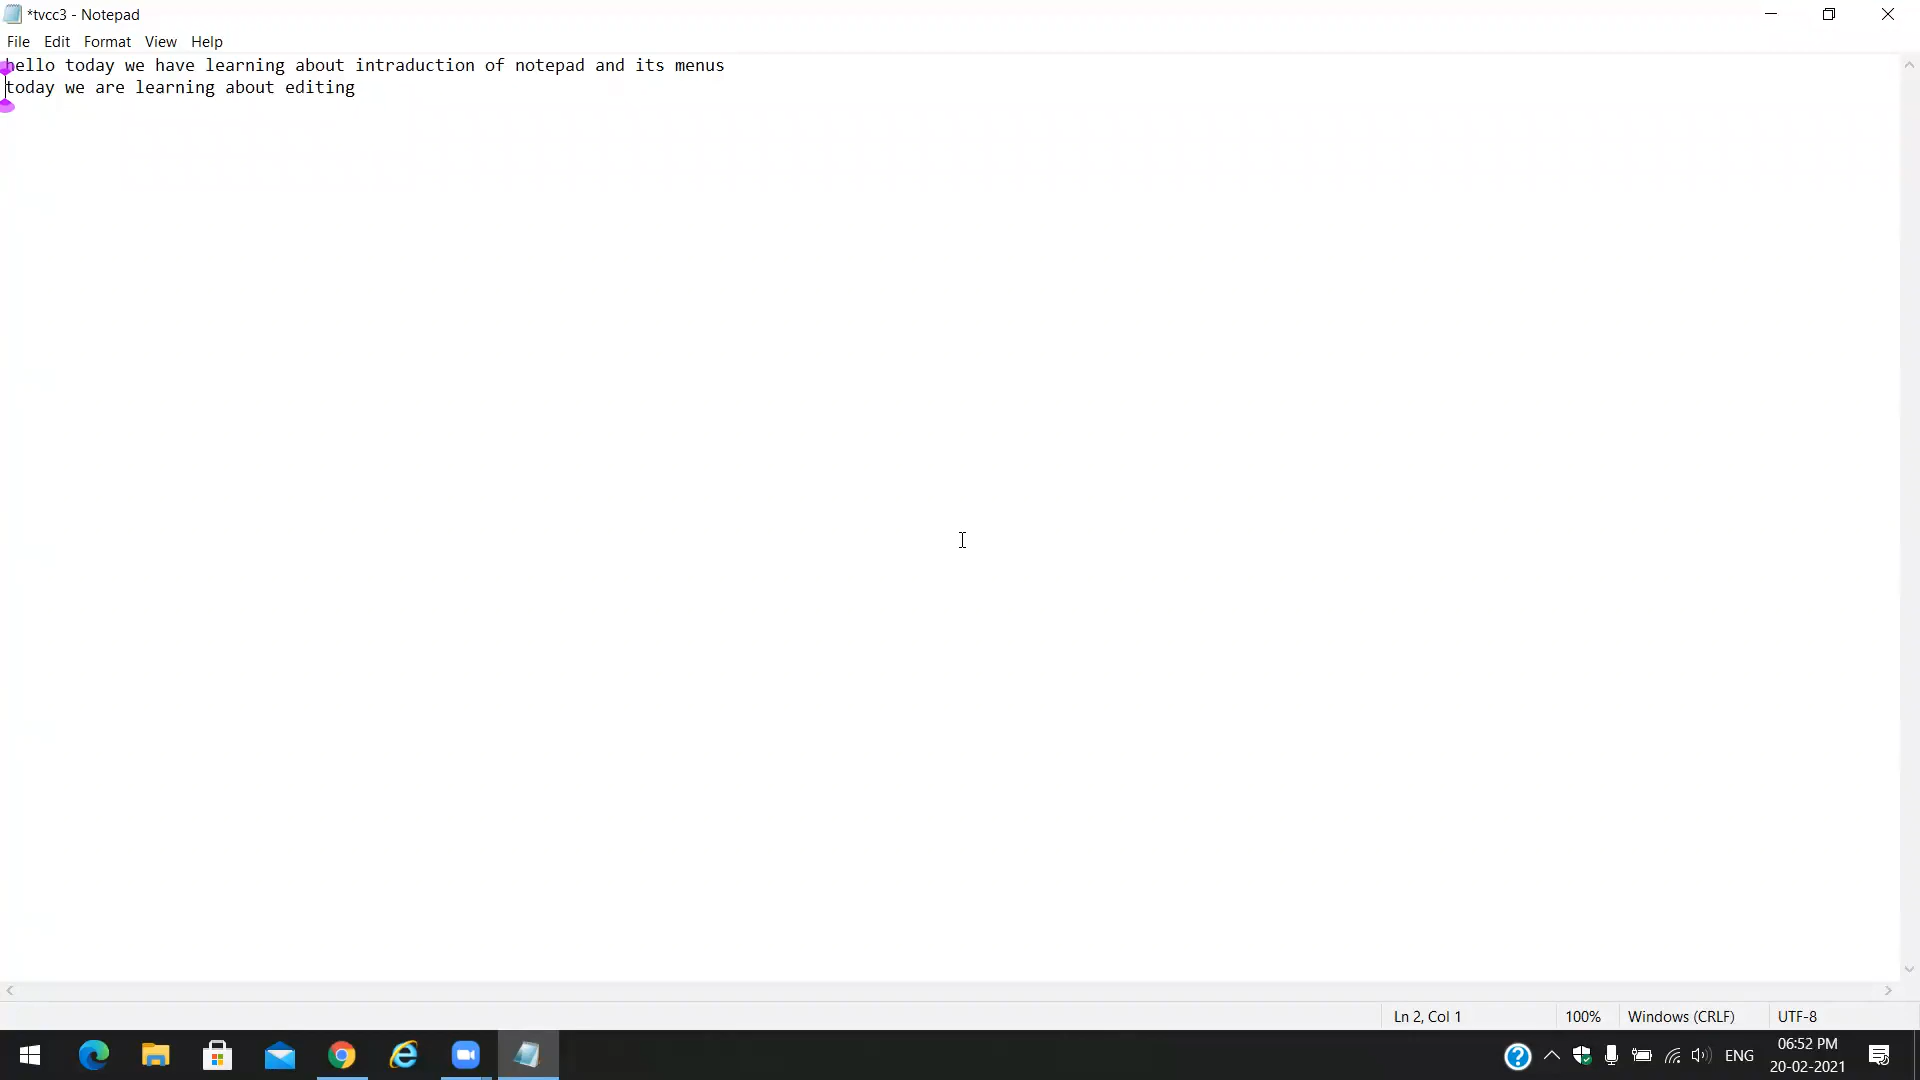 *tvcc3 - Notepad
File Edit Format View Help
hello today we have learning about intraduction of notepad and its menus
today we are learning about editing
Ln 2, Col 1 100% Windows (CRLF) UTF-8
ENG 06:52 PM
20-02-2021